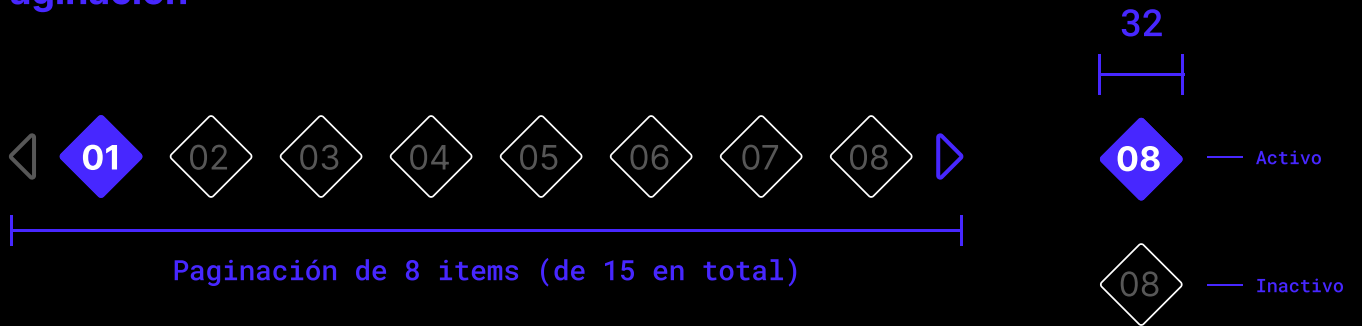 aginación
32
01 02 03 04 05 06 07 08
08 Activo
Paginación de 8 items (de 15 en total)
08 Inactivo